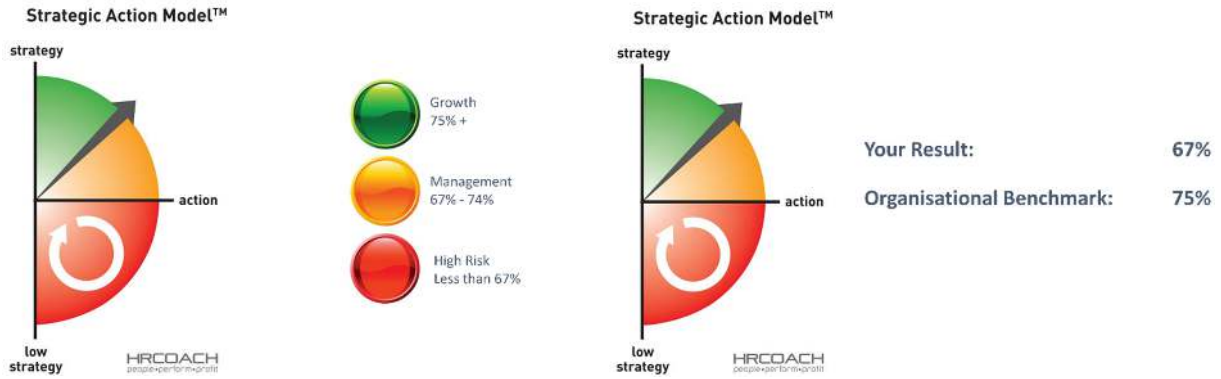 Strategic Action Model™
strategy
Growth
75% +
Management
67% - 74%
action
High Risk
Less than 67%
low
strategy
HRCOACH
people•perform•profit
Strategic Action Model™
strategy
Your Result: 67%
action
Organisational Benchmark: 75%
low
strategy
HRCOACH
people•perform•profit